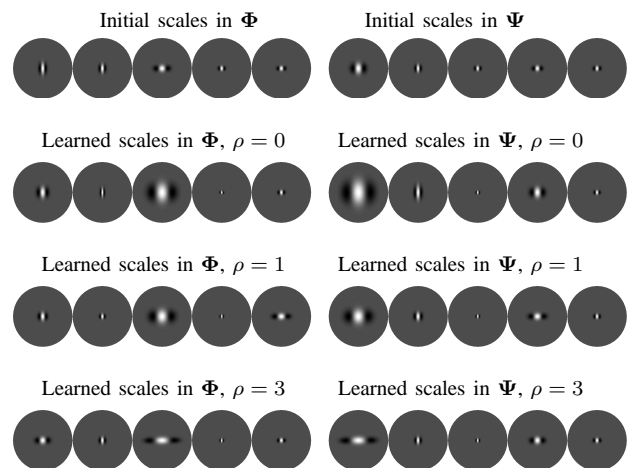 Initial scales in Φ
Initial scales in Ψ
Learned scales in Φ, ρ = 0
Learned scales in Ψ, ρ = 0
Learned scales in Φ, ρ = 1
Learned scales in Ψ, ρ = 1
Learned scales in Φ, ρ = 3
Learned scales in Ψ, ρ = 3